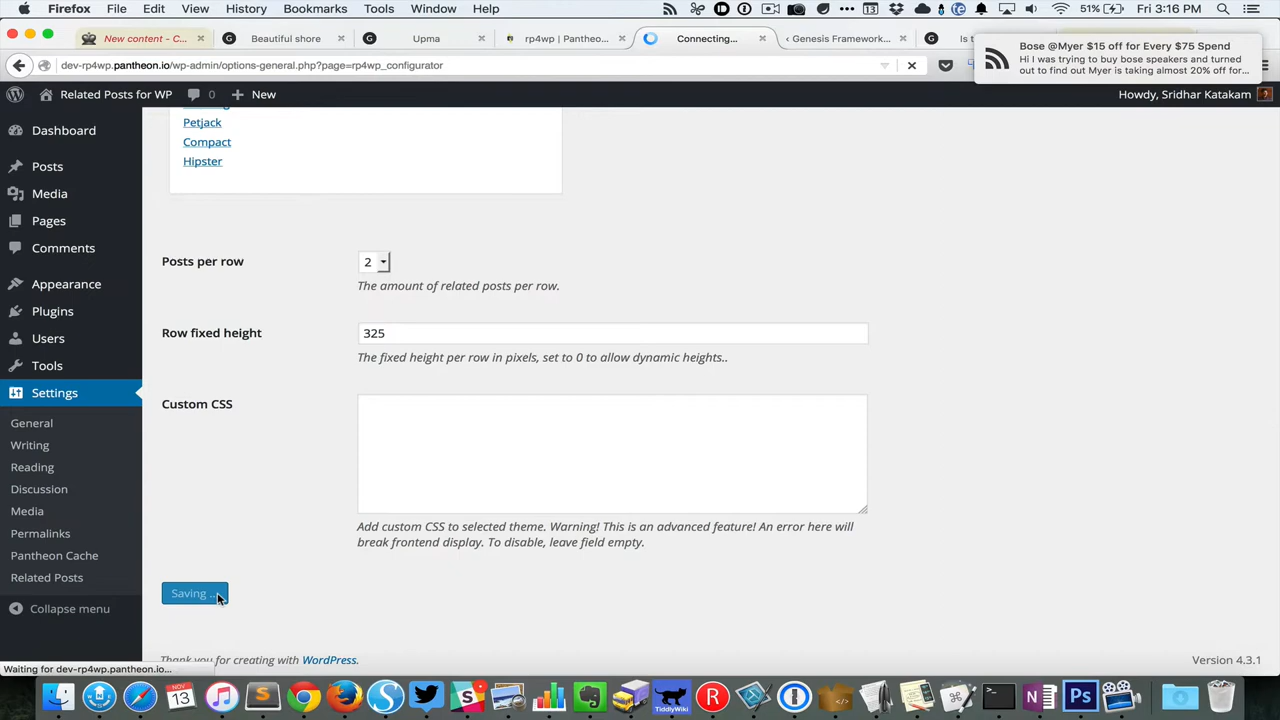 Firefox File Edit View History Bookmarks Tools Window Help 51% Fri 3:16 PM
New content - C... Beautiful shore Upma rp4wp | Pantheo... Connecting... Genesis Framework... Is t
Bose @Myer $15 off for Every $75 Spend
Hi I was trying to buy bose speakers and turned
out to find out Myer is taking almost 20% off for...
dev-rp4wp.pantheon.io/wp-admin/options-general.php?page=rp4wp_configurator
Related Posts for WP 0 New Howdy, Sridhar Katakam
Dashboard
Posts
Media
Pages
Comments
Appearance
Plugins
Users
Tools
Settings
General
Writing
Reading
Discussion
Media
Permalinks
Pantheon Cache
Related Posts
Collapse menu
Petjack
Compact
Hipster
Posts per row 2
The amount of related posts per row.
Row fixed height 325
The fixed height per row in pixels, set to 0 to allow dynamic heights..
Custom CSS
Add custom CSS to selected theme. Warning! This is an advanced feature! An error here will
break frontend display. To disable, leave field empty.
Saving ...
Thank you for creating with WordPress. Version 4.3.1
Waiting for dev-rp4wp.pantheon.io...
NOV
13
TiddlyWiki
R
N
Ps